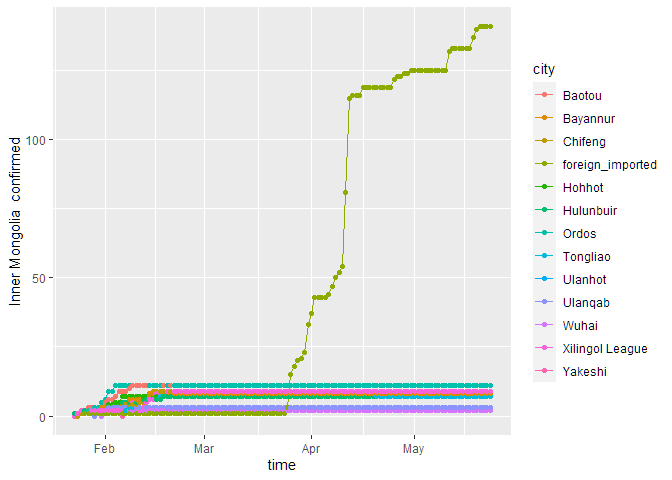 Inner Mongolia confirmed
100
50
0
Feb
Mar
Apr
May
time
city
Baotou
Bayannur
Chifeng
foreign_imported
Hohhot
Hulunbuir
Ordos
Tongliao
Ulanhot
Ulanqab
Wuhai
Xilingol League
Yakeshi